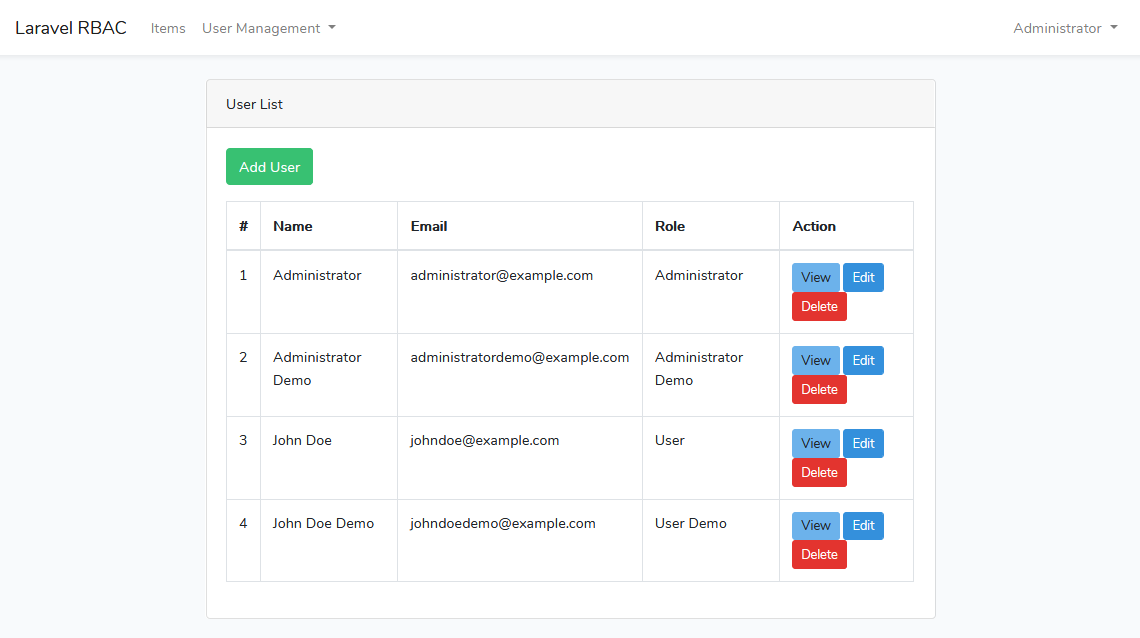 Laravel RBAC Items User Management Administrator
User List
Add User
# Name Email Role Action
1 Administrator administrator@example.com Administrator View Edit
Delete
2 Administrator administratordemo@example.com Administrator View Edit
Demo Demo Delete
3 John Doe johndoe@example.com User View Edit
Delete
4 John Doe Demo johndoedemo@example.com User Demo View Edit
Delete